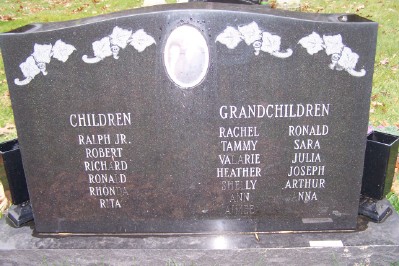 CHILDREN
RALPH JR.
ROBERT
RICHARD
RONALD
RHONDA
RITA
GRANDCHILDREN
RACHEL RONALD
TAMMY SARA
VALARIE JULIA
HEATHER JOSEPH
SHELLY ARTHUR
ANN NNA